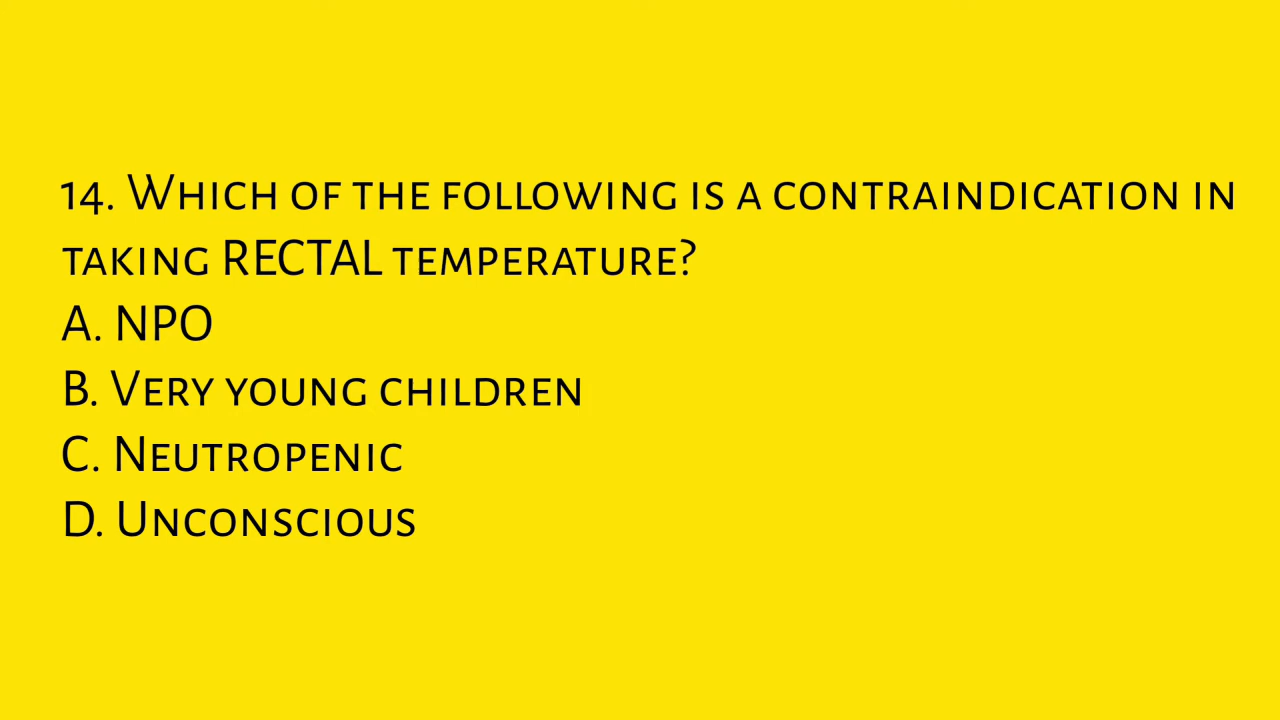 14. Which of the following is a contraindication in
taking RECTAL temperature?
A. NPO
B. Very young children
C. Neutropenic
D. Unconscious